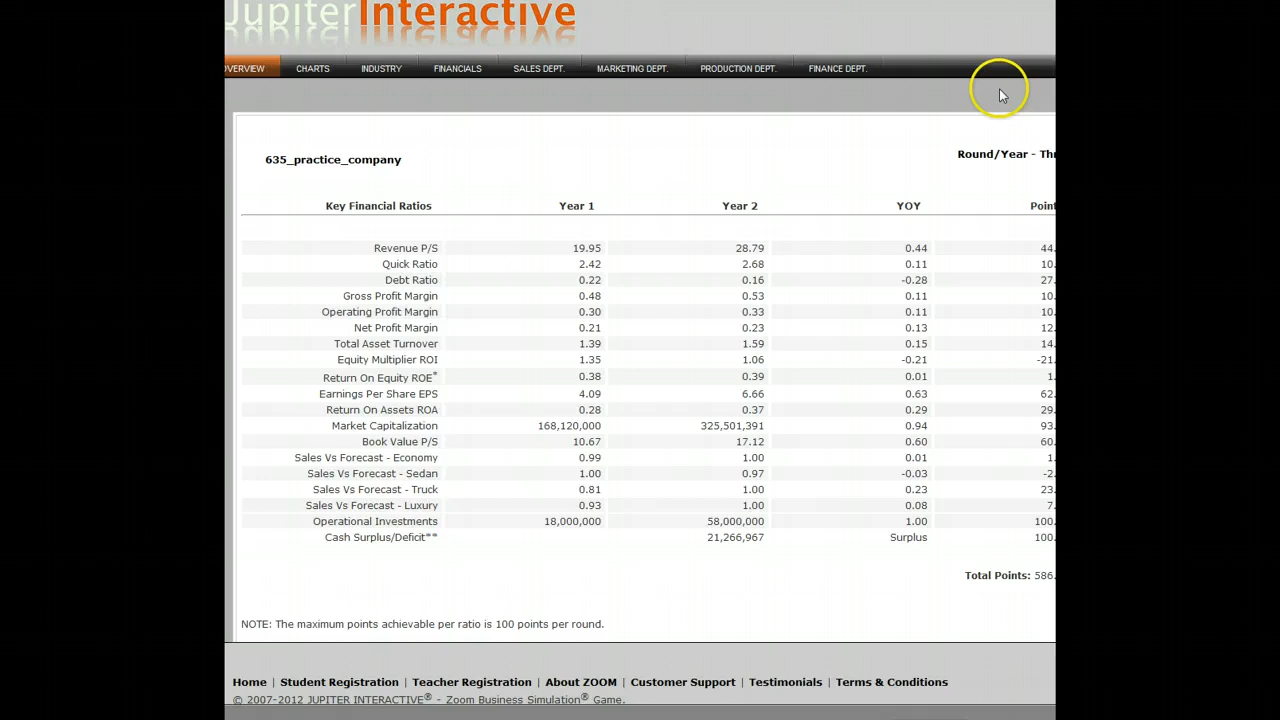 JupiterInteractive
OVERVIEW CHARTS INDUSTRY FINANCIALS SALES DEPT. MARKETING DEPT. PRODUCTION DEPT. FINANCE DEPT.
635_practice_company Round/Year - Thr
Key Financial Ratios Year 1 Year 2 YOY Point
Revenue P/S 19.95 28.79 0.44 44.
Quick Ratio 2.42 2.68 0.11 10.
Debt Ratio 0.22 0.16 -0.28 27.
Gross Profit Margin 0.48 0.53 0.11 10.
Operating Profit Margin 0.30 0.33 0.11 10.
Net Profit Margin 0.21 0.23 0.13 12.
Total Asset Turnover 1.39 1.59 0.15 14.
Equity Multiplier ROI 1.35 1.06 -0.21 -21.
Return On Equity ROE* 0.38 0.39 0.01 1.
Earnings Per Share EPS 4.09 6.66 0.63 62.
Return On Assets ROA 0.28 0.37 0.29 29.
Market Capitalization 168,120,000 325,501,391 0.94 93.
Book Value P/S 10.67 17.12 0.60 60.
Sales Vs Forecast - Economy 0.99 1.00 0.01 1.
Sales Vs Forecast - Sedan 1.00 0.97 -0.03 -2.
Sales Vs Forecast - Truck 0.81 1.00 0.23 23.
Sales Vs Forecast - Luxury 0.93 1.00 0.08 7.
Operational Investments 18,000,000 58,000,000 1.00 100.
Cash Surplus/Deficit** 21,266,967 Surplus 100.
Total Points: 586.
NOTE: The maximum points achievable per ratio is 100 points per round.
Home | Student Registration | Teacher Registration | About ZOOM | Customer Support | Testimonials | Terms & Conditions
© 2007-2012 JUPITER INTERACTIVE® - Zoom Business Simulation® Game.